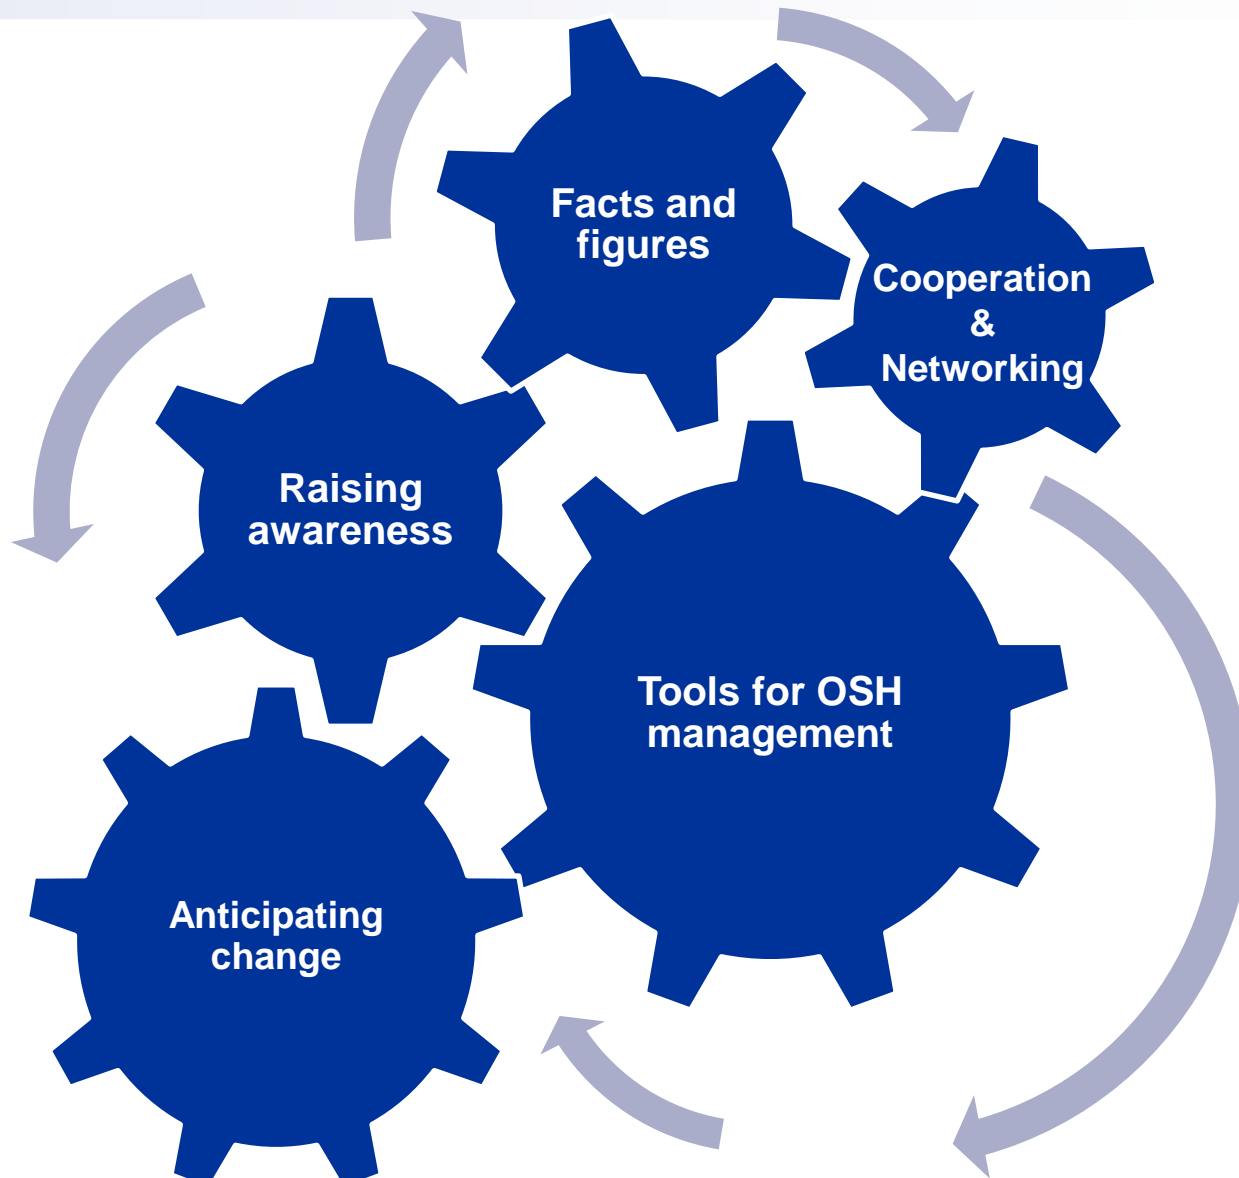 Facts and
figures
Cooperation
&
Networking
Raising
awareness
Tools for OSH
management
Anticipating
change